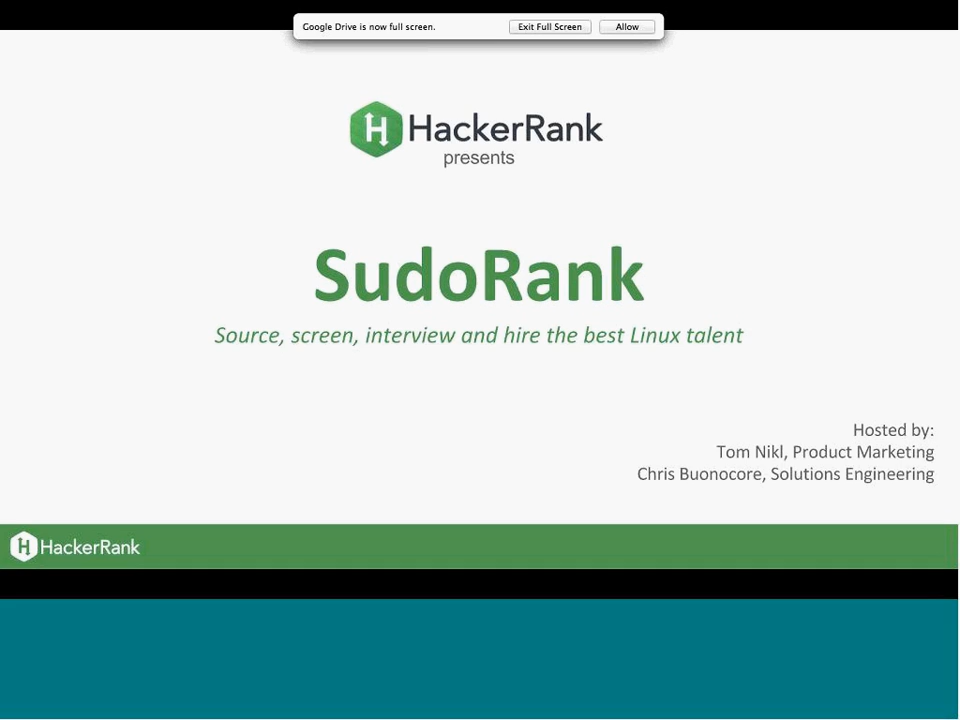 Google Drive is now full screen. Exit Full Screen Allow
HackerRank
presents
SudoRank
Source, screen, interview and hire the best Linux talent
Hosted by:
Tom Nikl, Product Marketing
Chris Buonocore, Solutions Engineering
HackerRank